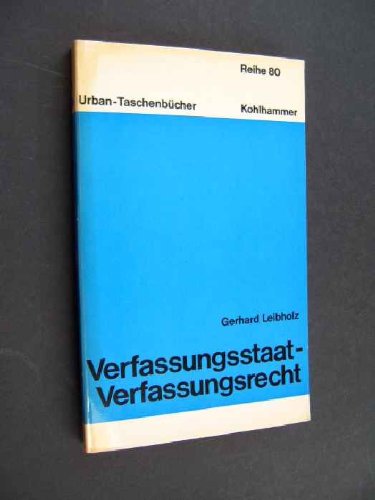 Reihe 80
Urban-Taschenbücher Kohlhammer
Gerhard Leibholz
Verfassungsstaat-
Verfassungsrecht